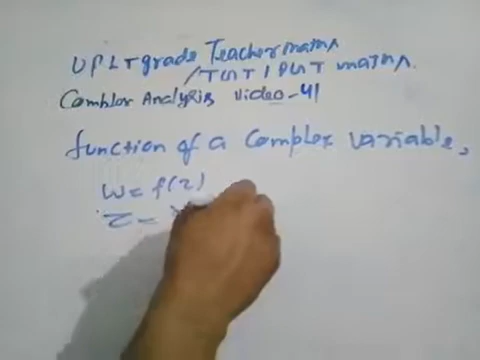 UP LT grade Teacher maths
/TGT/PGT maths
Complex Analysis Video-41
function of a Complex Variable,
w= f(z)
z = x